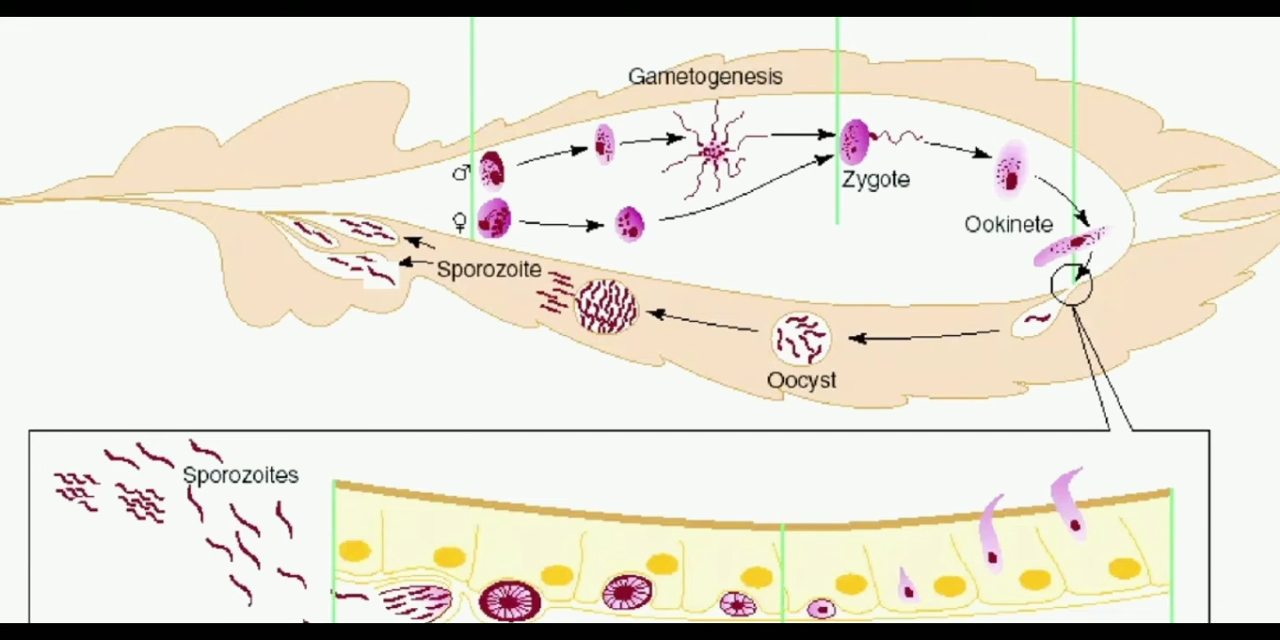 Gametogenesis
♂
Zygote
♀
Ookinete
Sporozoite
Oocyst
Sporozoites